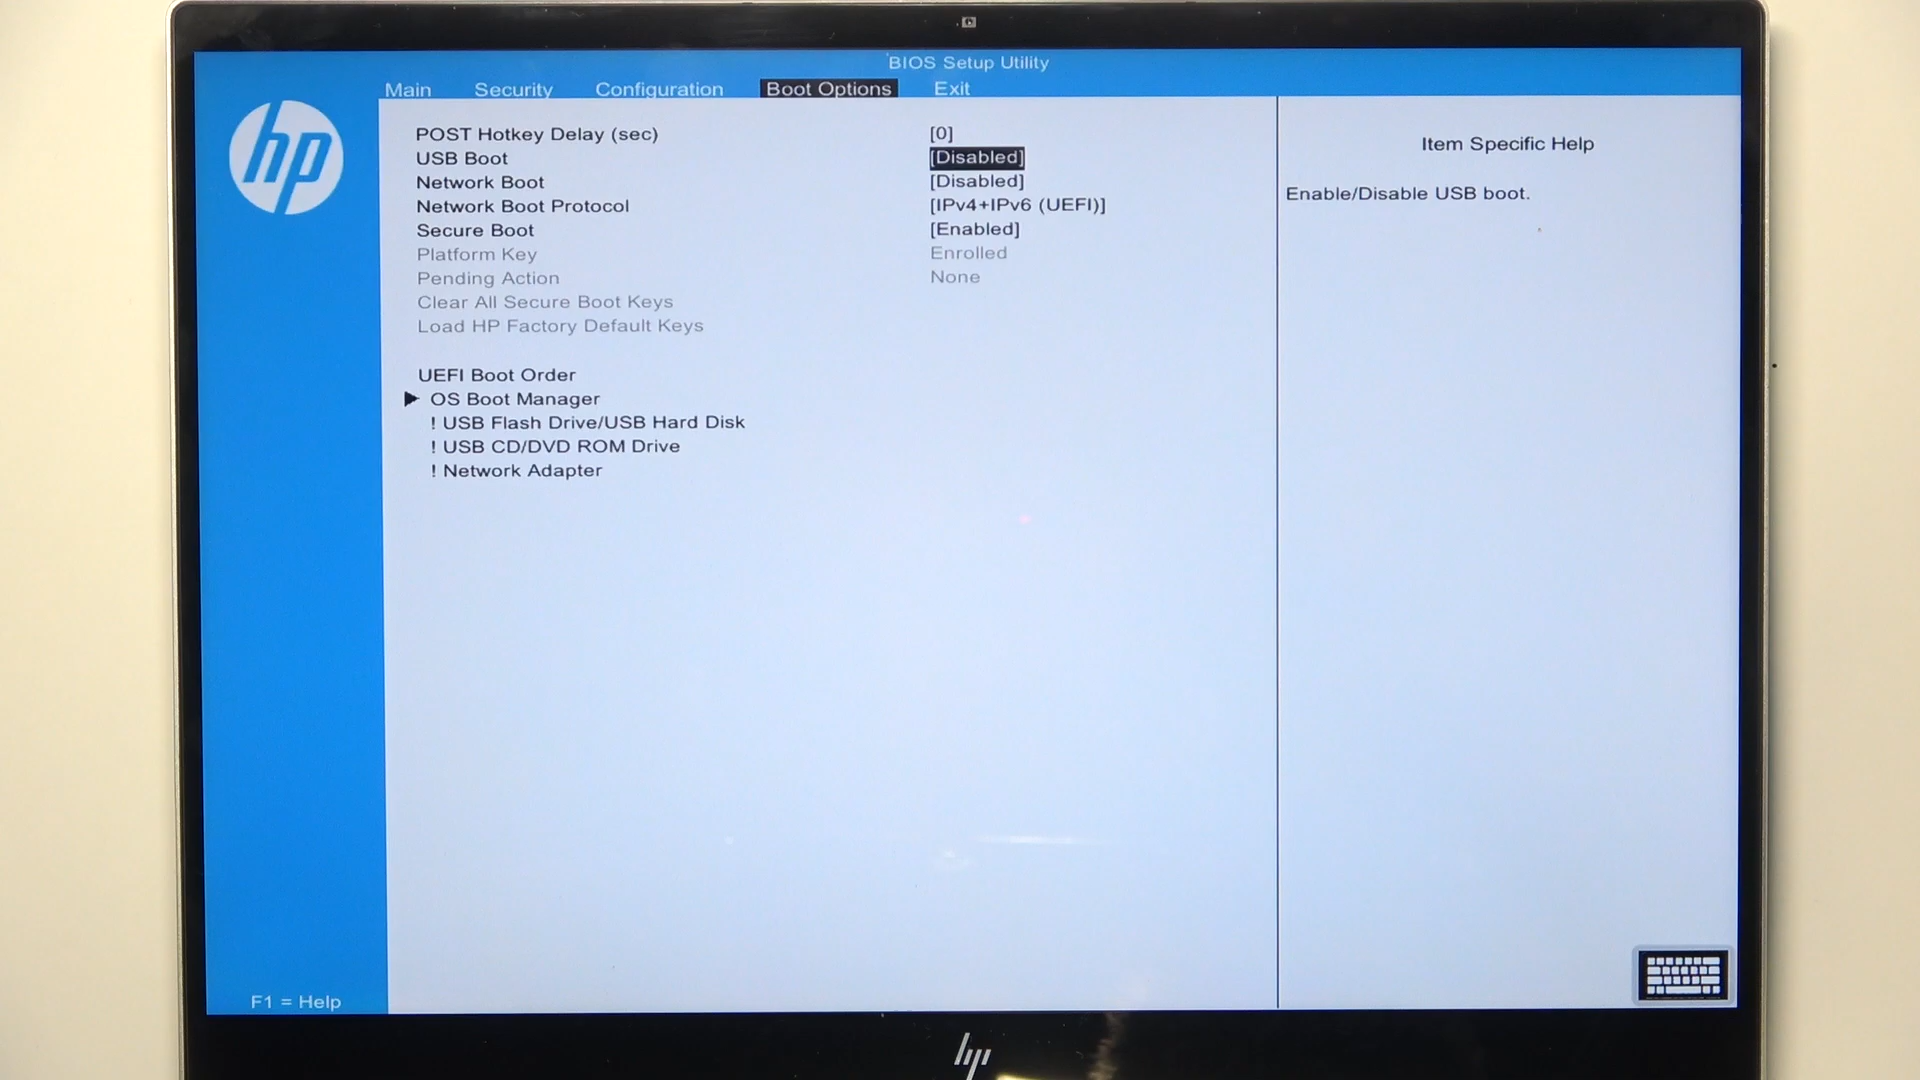 BIOS Setup Utility
Main Security Configuration Boot Options Exit
hp
POST Hotkey Delay (sec) [0]
USB Boot [Disabled]
Network Boot [Disabled]
Network Boot Protocol [IPv4+IPv6 (UEFI)]
Secure Boot [Enabled]
Platform Key Enrolled
Pending Action None
Clear All Secure Boot Keys
Load HP Factory Default Keys
UEFI Boot Order
OS Boot Manager
! USB Flash Drive/USB Hard Disk
! USB CD/DVD ROM Drive
! Network Adapter
Item Specific Help
Enable/Disable USB boot.
F1 = Help
hp